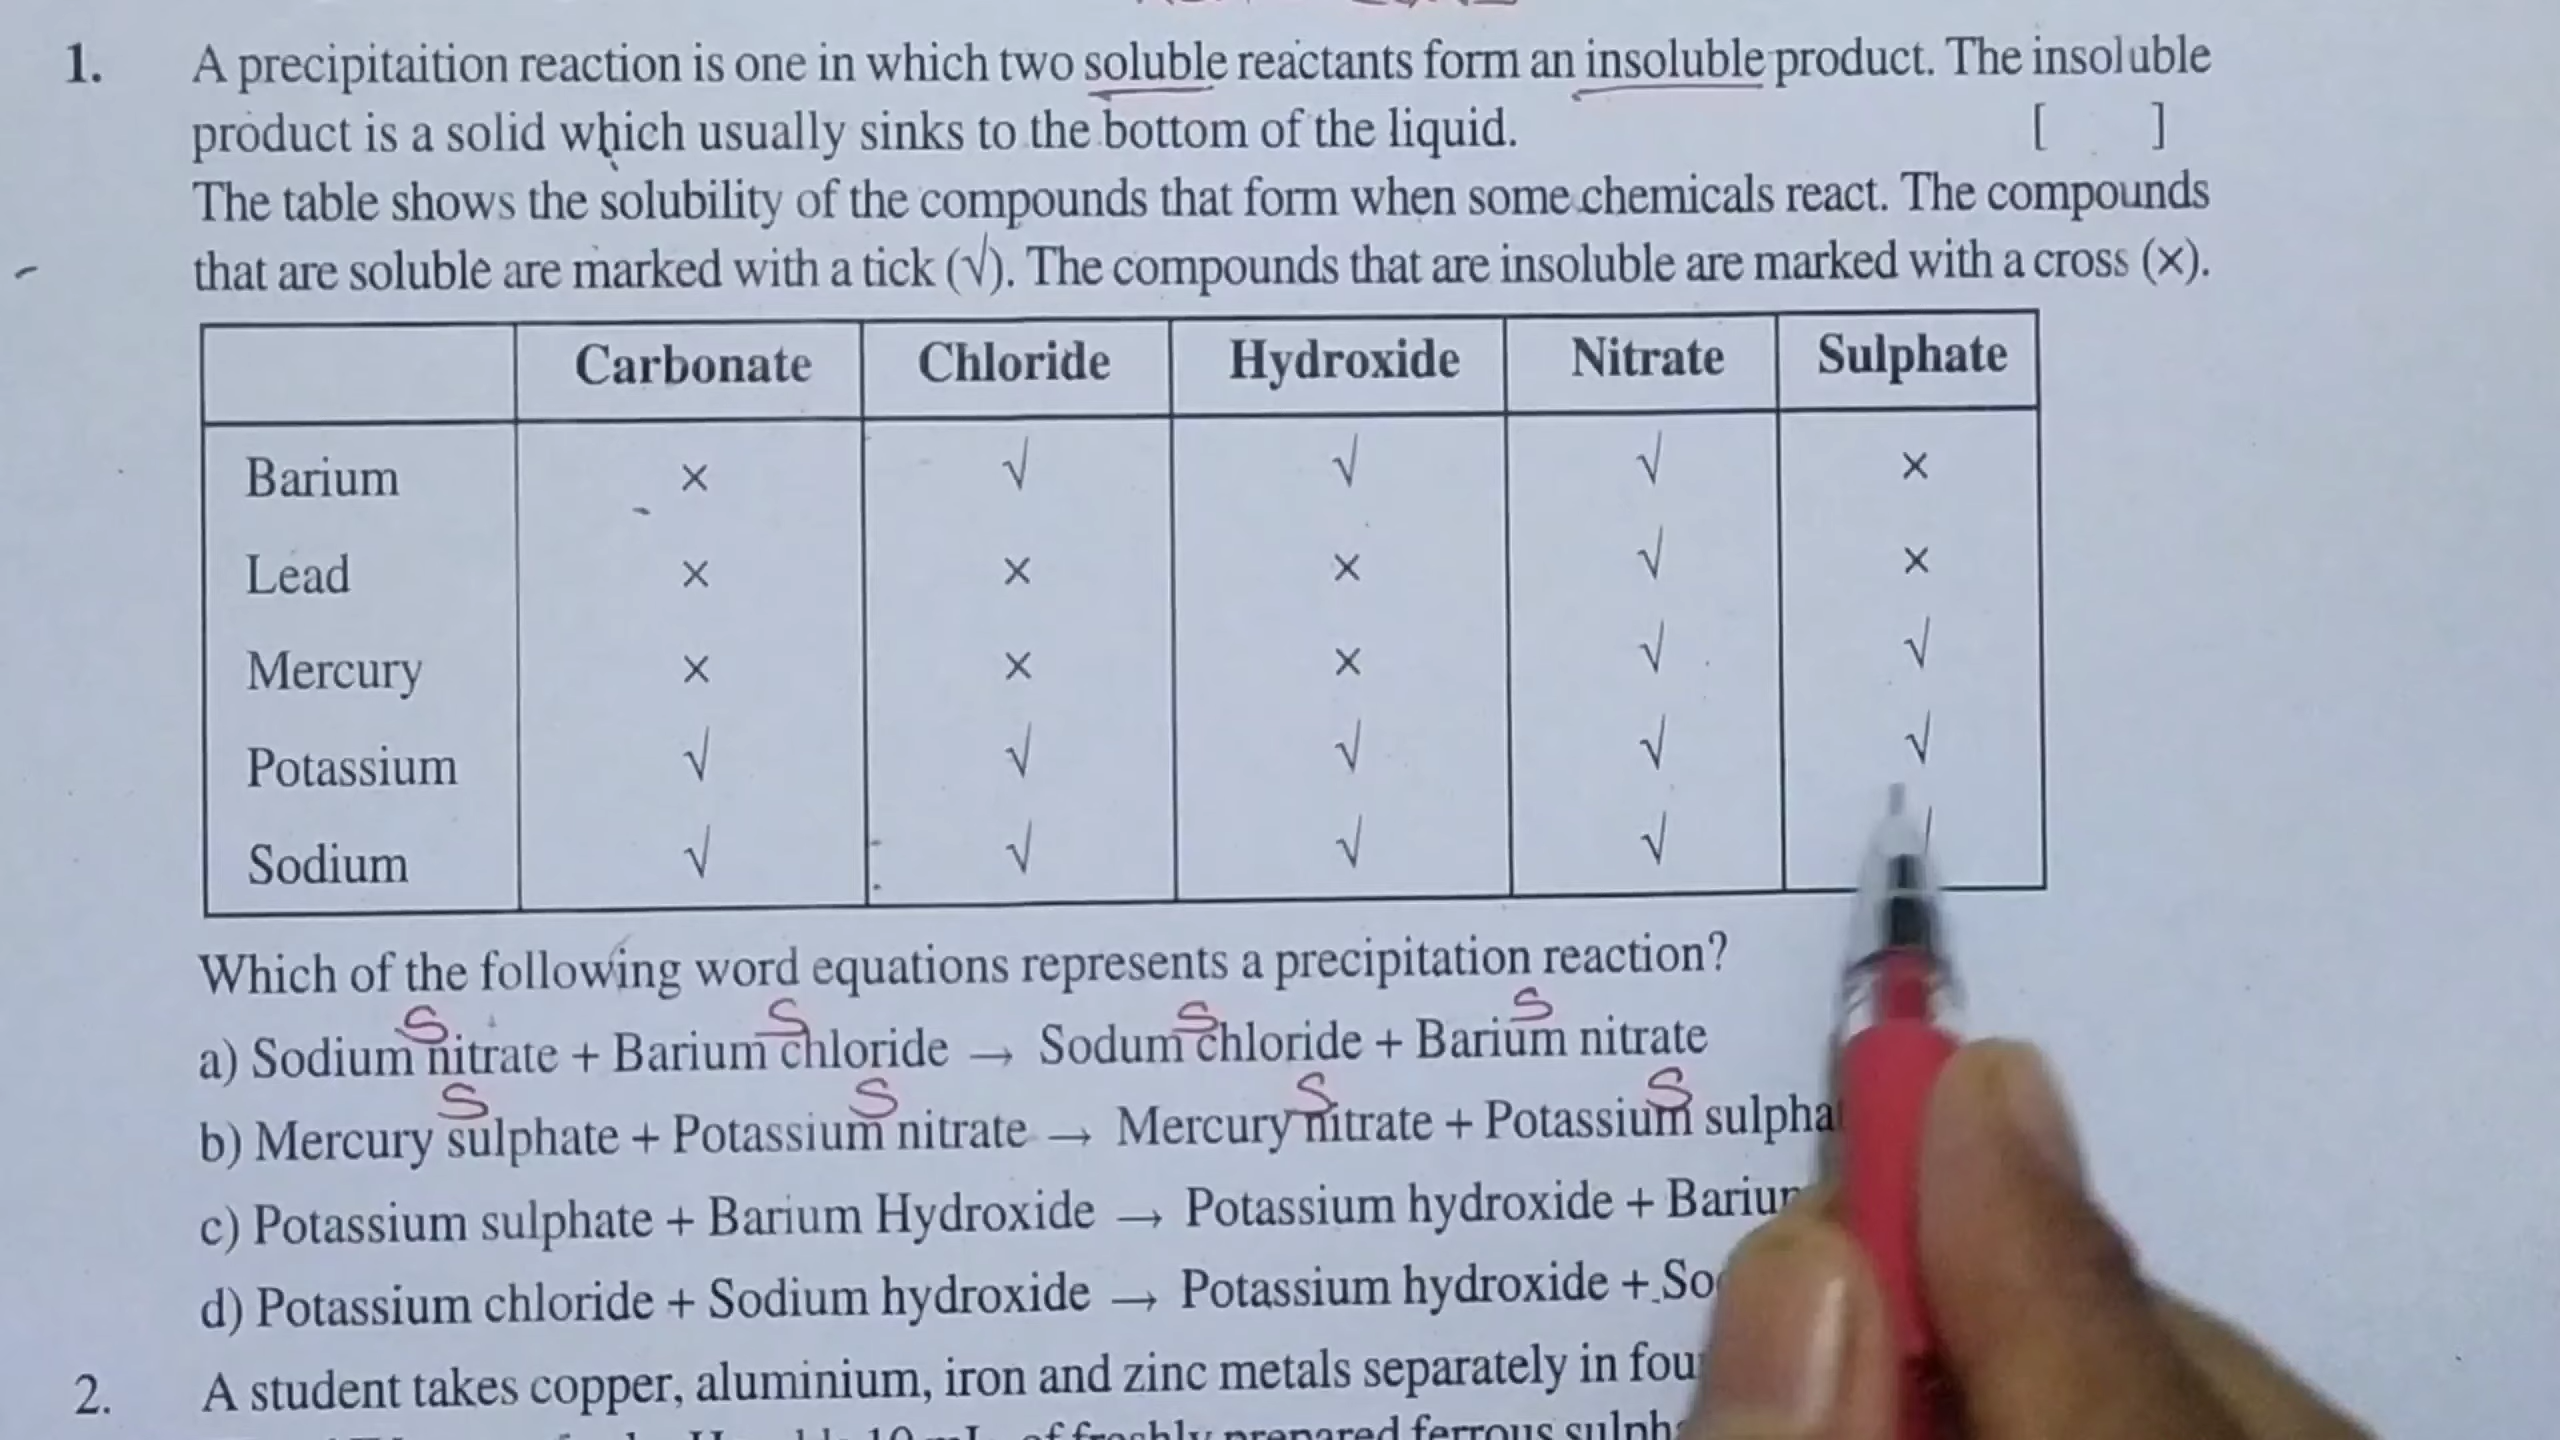 1. A precipitaition reaction is one in which two soluble reactants form an insoluble product. The insoluble
product is a solid which usually sinks to the bottom of the liquid. [ ]
The table shows the solubility of the compounds that form when some chemicals react. The compounds
that are soluble are marked with a tick (√). The compounds that are insoluble are marked with a cross (×).
Carbonate Chloride Hydroxide Nitrate Sulphate
Barium × √ √ √ ×
Lead × × × √ ×
Mercury × × × √ √
Potassium √ √ √ √ √
Sodium √ √ √ √
Which of the following word equations represents a precipitation reaction?
S S S S
a) Sodium nitrate + Barium chloride → Sodum chloride + Barium nitrate
S S S S
b) Mercury sulphate + Potassium nitrate → Mercury nitrate + Potassium
c) Potassium sulphate + Barium Hydroxide → Potassium hydroxide +
d) Potassium chloride + Sodium hydroxide → Potassium hydroxide +
2. A student takes copper, aluminium, iron and zinc metals separately in
10 mL of freshly prepared ferrous